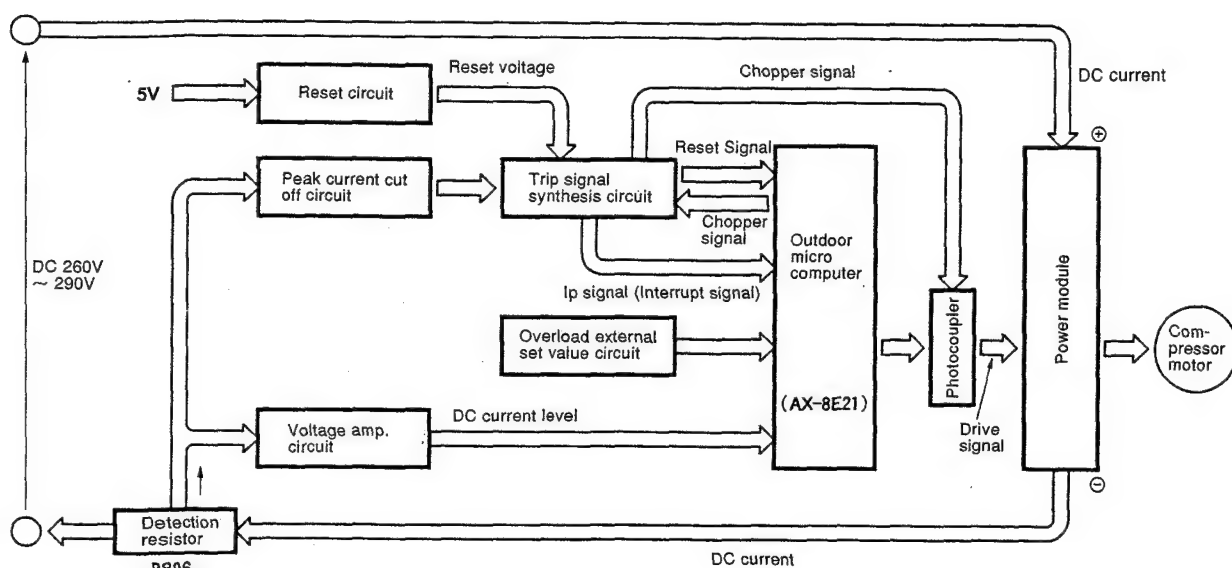 Reset voltage
Chopper signal
DC current
5V
Reset circuit
⊕
Reset Signal
Peak current cut
off circuit
Trip signal
synthesis circuit
Chopper
signal
Outdoor
micro
computer
DC 260V
~ 290V
Ip signal (Interrupt signal)
Photocoupler
Power module
Com-
pressor
motor
Overload external
set value circuit
(AX-8E21)
DC current level
Voltage amp.
circuit
Drive
signal
⊖
Detection
resistor
DC current